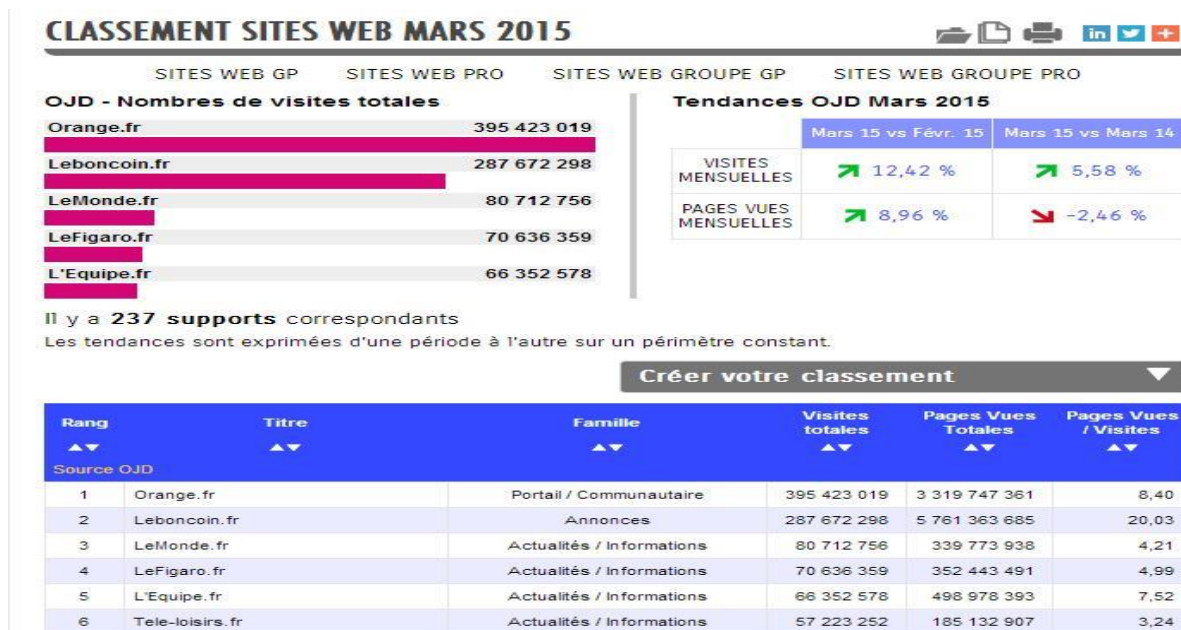 CLASSEMENT SITES WEB MARS 2015
in
SITES WEB GP SITES WEB PRO SITES WEB GROUPE GP SITES WEB GROUPE PRO
OJD - Nombres de visites totales
Orange.fr 395 423 019
Leboncoin.fr 287 672 298
LeMonde.fr 80 712 756
LeFigaro.fr 70 636 359
L'Equipe.fr 66 352 578
Tendances OJD Mars 2015
Mars 15 vs Févr. 15 Mars 15 vs Mars 14
VISITES MENSUELLES 12,42 % 5,58 %
PAGES VUES MENSUELLES 8,96 % -2,46 %
Il y a 237 supports correspondants
Les tendances sont exprimées d'une période à l'autre sur un périmètre constant.
Créer votre classement
Rang Titre Famille Visites totales Pages Vues Totales Pages Vues / Visites
Source OJD
1 Orange.fr Portail / Communautaire 395 423 019 3 319 747 361 8,40
2 Leboncoin.fr Annonces 287 672 298 5 761 363 685 20,03
3 LeMonde.fr Actualités / Informations 80 712 756 339 773 938 4,21
4 LeFigaro.fr Actualités / Informations 70 636 359 352 443 491 4,99
5 L'Equipe.fr Actualités / Informations 66 352 578 498 978 393 7,52
6 Tele-loisirs.fr Actualités / Informations 57 223 252 185 132 907 3,24